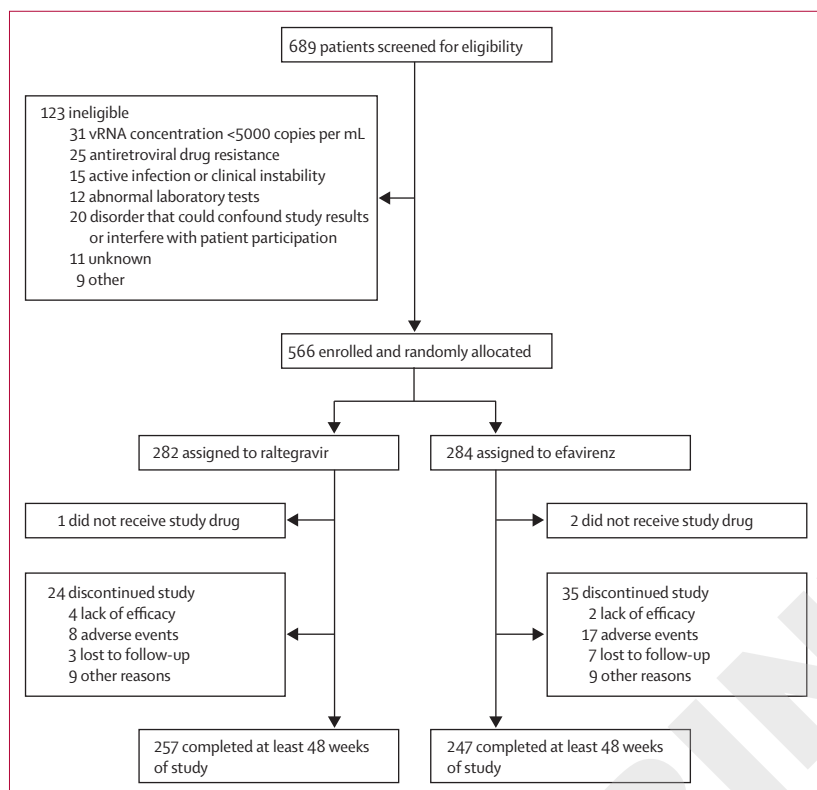 689 patients screened for eligibility
123 ineligible
31 vRNA concentration <5000 copies per mL
25 antiretroviral drug resistance
15 active infection or clinical instability
12 abnormal laboratory tests
20 disorder that could confound study results
or interfere with patient participation
11 unknown
9 other
566 enrolled and randomly allocated
282 assigned to raltegravir
284 assigned to efavirenz
1 did not receive study drug
2 did not receive study drug
24 discontinued study
4 lack of efficacy
8 adverse events
3 lost to follow-up
9 other reasons
35 discontinued study
2 lack of efficacy
17 adverse events
7 lost to follow-up
9 other reasons
257 completed at least 48 weeks
of study
247 completed at least 48 weeks
of study